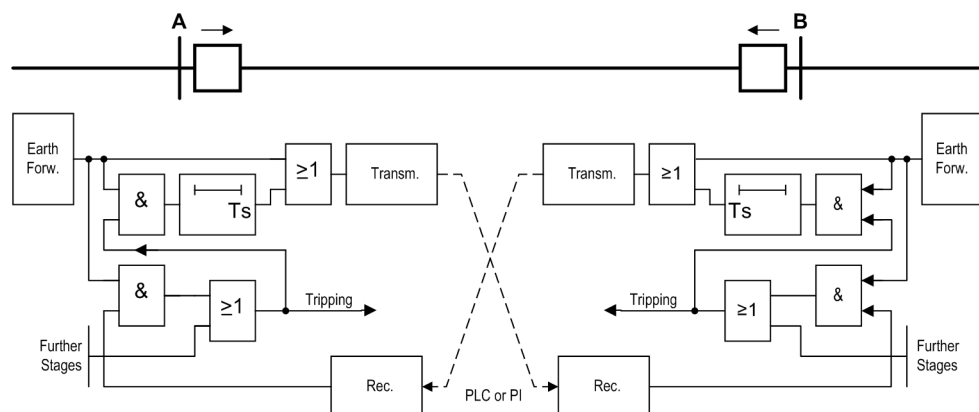 A
B
Earth
Forw.
≥1
Transm.
Transm.
≥1
Earth
Forw.
&
Ts
Ts
&
&
≥1
Tripping
Tripping
≥1
&
Further
Stages
Further
Stages
Rec.
PLC or PI
Rec.